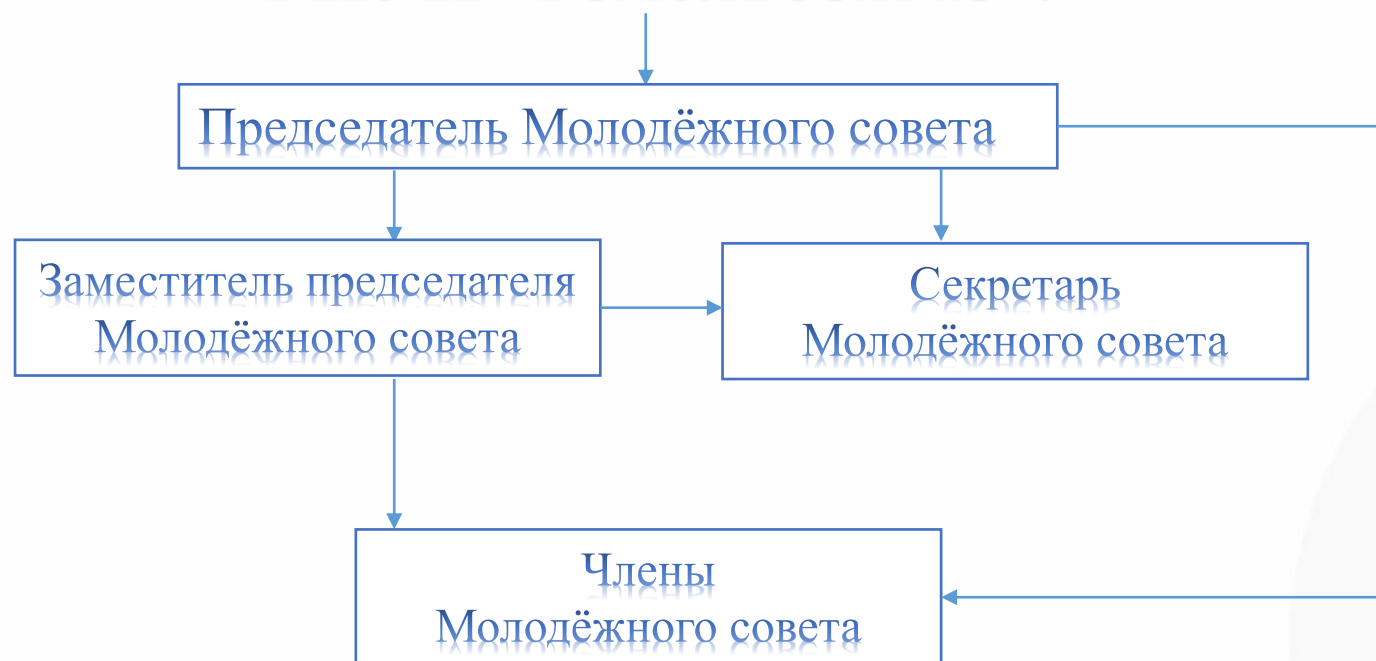 Председатель Молодёжного совета
Заместитель председателя
Молодёжного совета
Секретарь
Молодёжного совета
Члены
Молодёжного совета